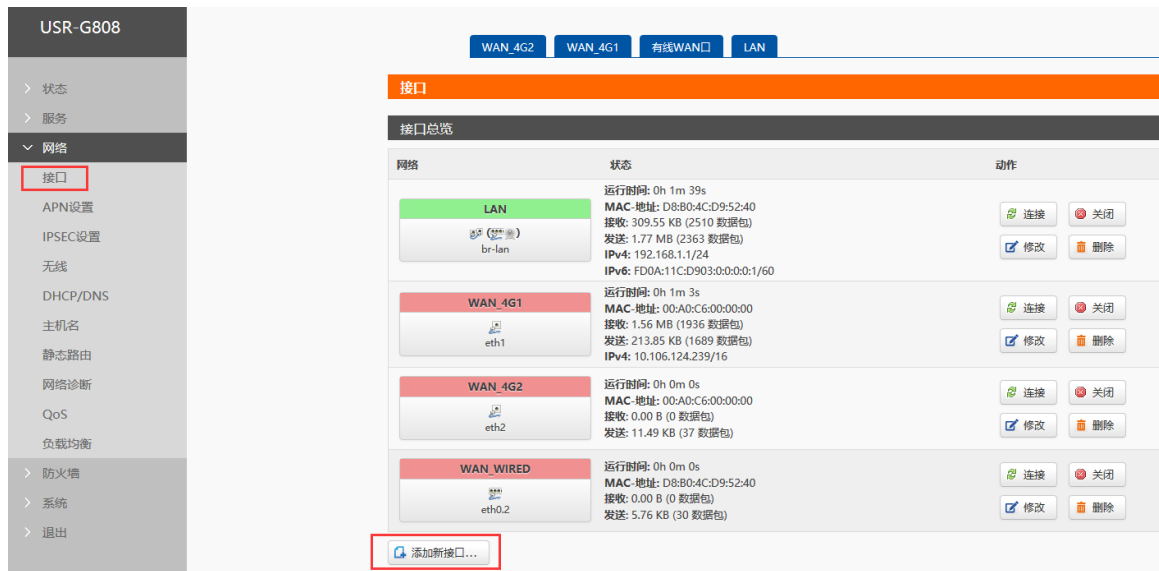 USR-G808
WAN_4G2 WAN_4G1 有线WAN口 LAN
状态
服务
网络
接口
APN设置
IPSEC设置
无线
DHCP/DNS
主机名
静态路由
网络诊断
QoS
负载均衡
防火墙
系统
退出
接口
接口总览
网络 状态 动作
LAN
br-lan
运行时间: 0h 1m 39s
MAC-地址: D8:B0:4C:D9:52:40
接收: 309.55 KB (2510 数据包)
发送: 1.77 MB (2363 数据包)
IPv4: 192.168.1.1/24
IPv6: FD0A:11C:D903:0:0:0:0:1/60
连接 关闭
修改 删除
WAN_4G1
eth1
运行时间: 0h 1m 3s
MAC-地址: 00:A0:C6:00:00:00
接收: 1.56 MB (1936 数据包)
发送: 213.85 KB (1689 数据包)
IPv4: 10.106.124.239/16
连接 关闭
修改 删除
WAN_4G2
eth2
运行时间: 0h 0m 0s
MAC-地址: 00:A0:C6:00:00:00
接收: 0.00 B (0 数据包)
发送: 11.49 KB (37 数据包)
连接 关闭
修改 删除
WAN_WIRED
eth0.2
运行时间: 0h 0m 0s
MAC-地址: D8:B0:4C:D9:52:40
接收: 0.00 B (0 数据包)
发送: 5.76 KB (30 数据包)
连接 关闭
修改 删除
添加新接口...